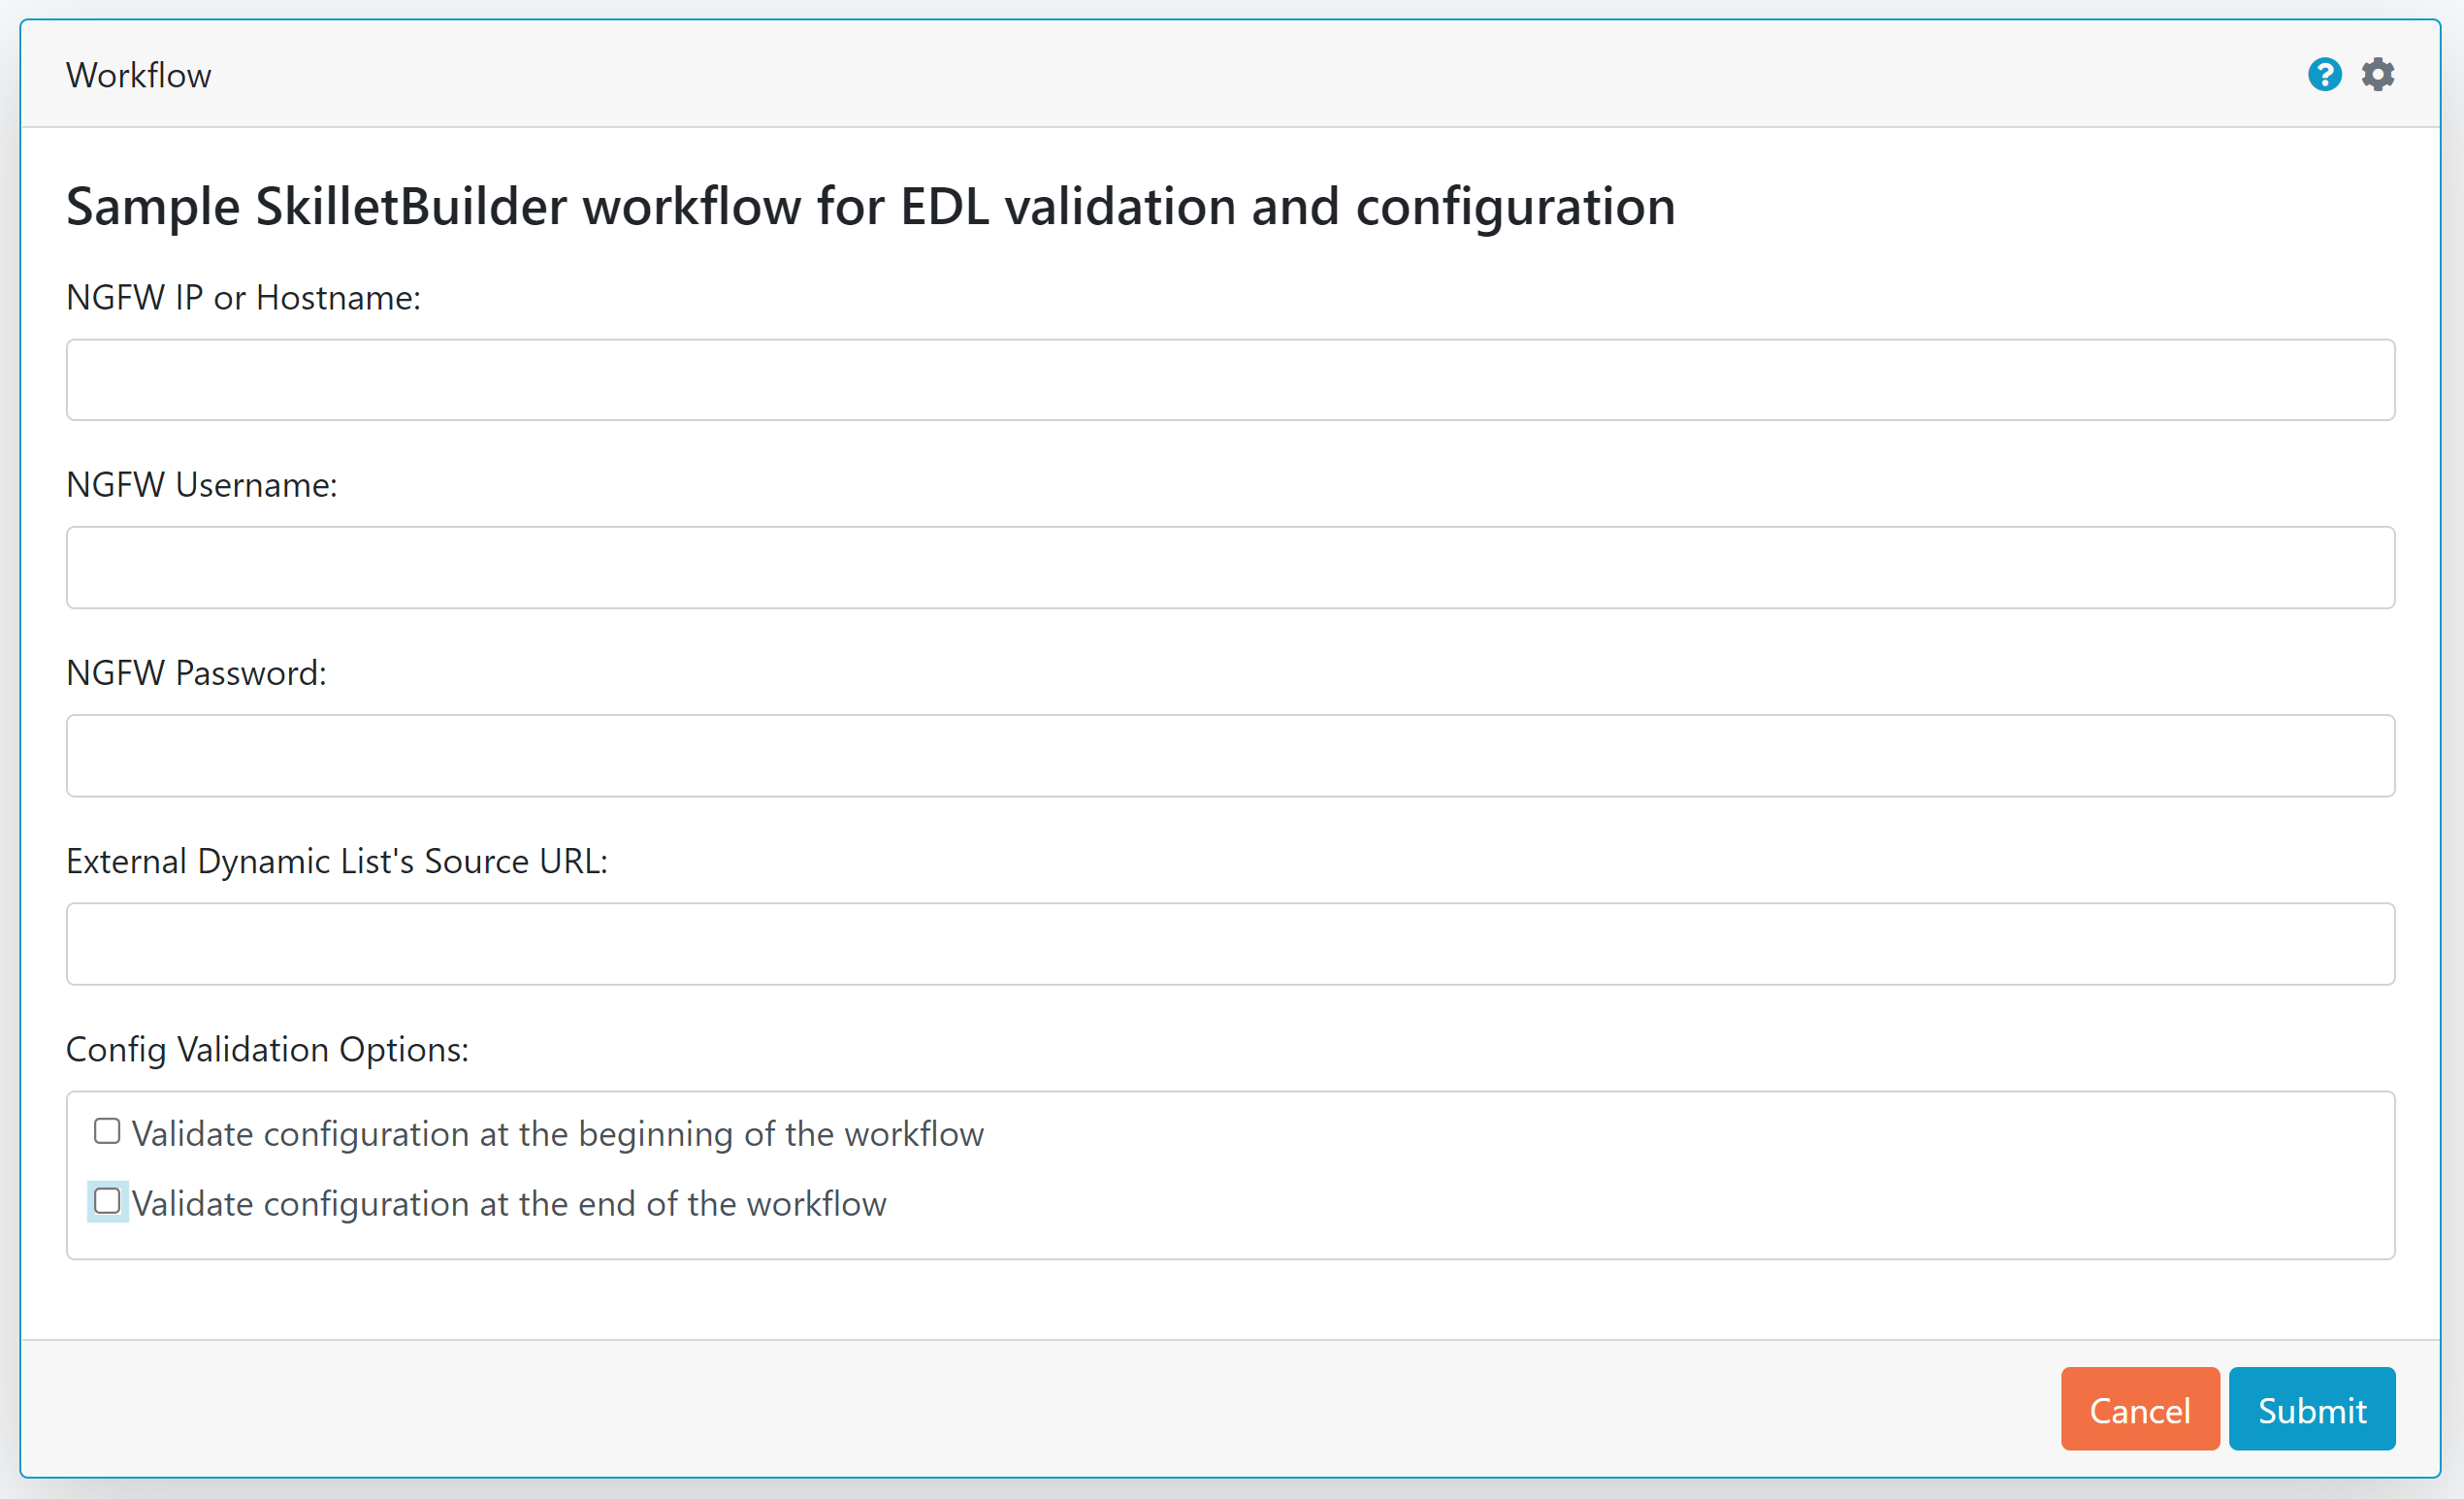 Workflow
Sample SkilletBuilder workflow for EDL validation and configuration
NGFW IP or Hostname:
NGFW Username:
NGFW Password:
External Dynamic List's Source URL:
Config Validation Options:
Validate configuration at the beginning of the workflow
Validate configuration at the end of the workflow
Cancel Submit